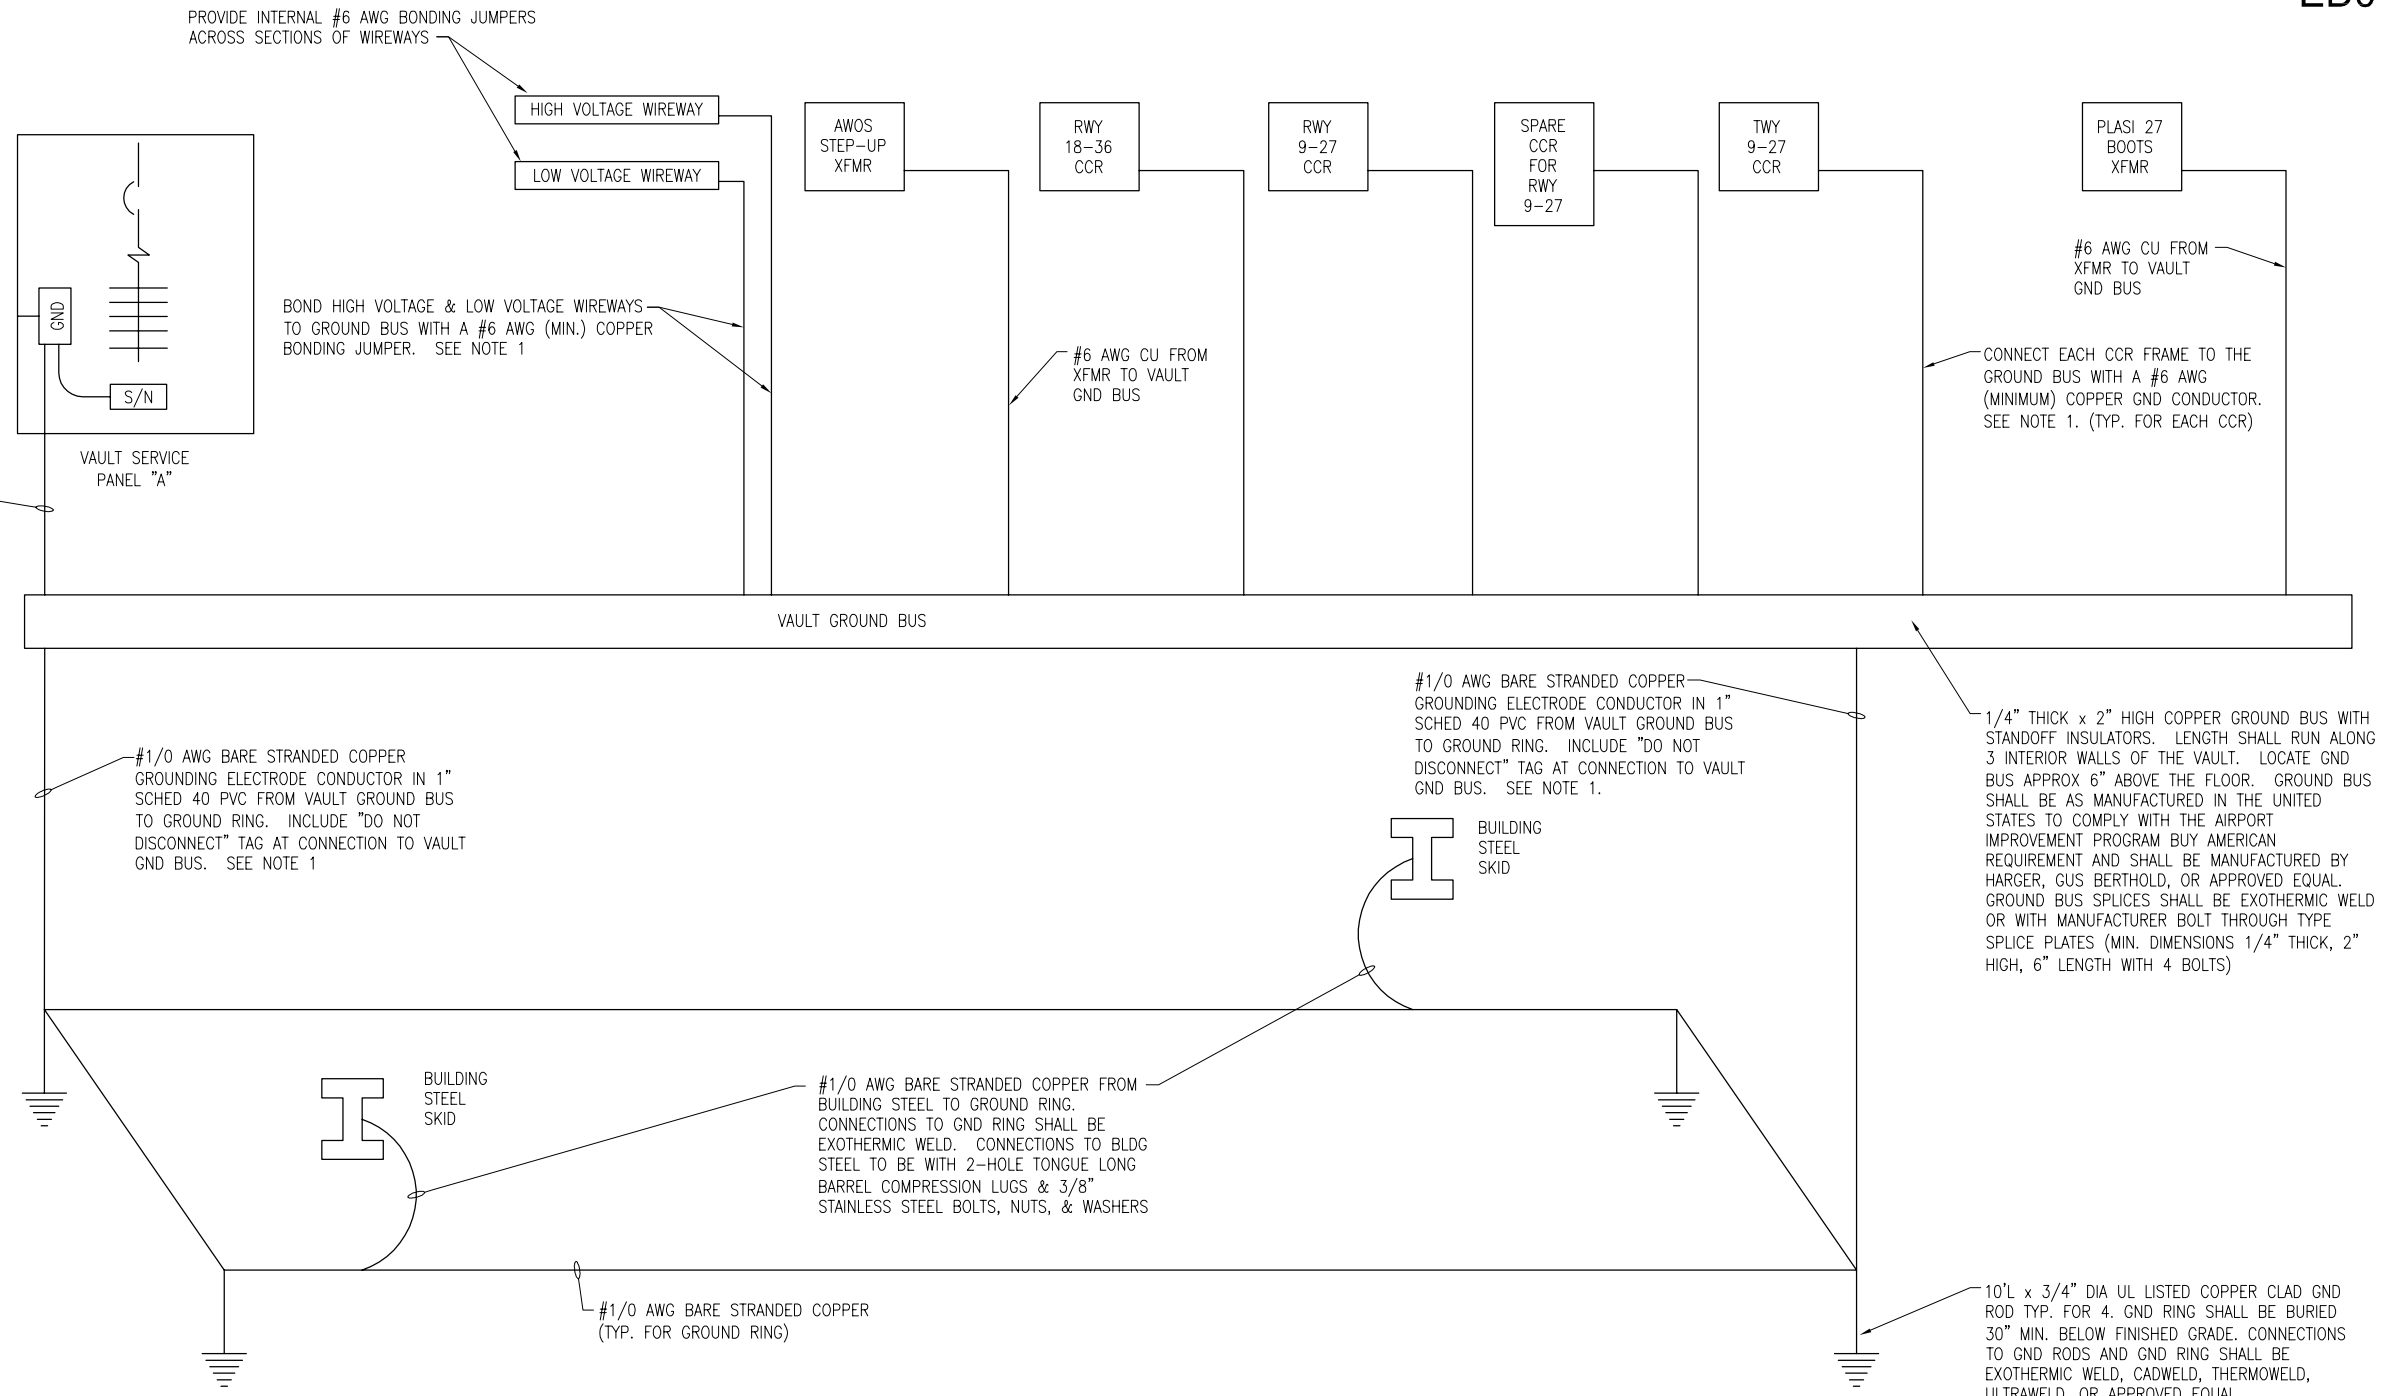 PROVIDE INTERNAL #6 AWG BONDING JUMPERS
ACROSS SECTIONS OF WIREWAYS
HIGH VOLTAGE WIREWAY
LOW VOLTAGE WIREWAY
AWOS
STEP-UP
XFMR
RWY
18-36
CCR
RWY
9-27
CCR
SPARE
CCR
FOR
RWY
9-27
TWY
9-27
CCR
PLASI 27
BOOTS
XFMR
GND
S/N
VAULT SERVICE
PANEL "A"
BOND HIGH VOLTAGE & LOW VOLTAGE WIREWAYS
TO GROUND BUS WITH A #6 AWG (MIN.) COPPER
BONDING JUMPER. SEE NOTE 1
#6 AWG CU FROM
XFMR TO VAULT
GND BUS
#6 AWG CU FROM
XFMR TO VAULT
GND BUS
CONNECT EACH CCR FRAME TO THE
GROUND BUS WITH A #6 AWG
(MINIMUM) COPPER GND CONDUCTOR.
SEE NOTE 1. (TYP. FOR EACH CCR)
VAULT GROUND BUS
#1/0 AWG BARE STRANDED COPPER
GROUNDING ELECTRODE CONDUCTOR IN 1"
SCHED 40 PVC FROM VAULT GROUND BUS
TO GROUND RING. INCLUDE "DO NOT
DISCONNECT" TAG AT CONNECTION TO VAULT
GND BUS. SEE NOTE 1
#1/0 AWG BARE STRANDED COPPER
GROUNDING ELECTRODE CONDUCTOR IN 1"
SCHED 40 PVC FROM VAULT GROUND BUS
TO GROUND RING. INCLUDE "DO NOT
DISCONNECT" TAG AT CONNECTION TO VAULT
GND BUS. SEE NOTE 1.
1/4" THICK x 2" HIGH COPPER GROUND BUS WITH
STANDOFF INSULATORS. LENGTH SHALL RUN ALONG
3 INTERIOR WALLS OF THE VAULT. LOCATE GND
BUS APPROX 6" ABOVE THE FLOOR. GROUND BUS
SHALL BE AS MANUFACTURED IN THE UNITED
STATES TO COMPLY WITH THE AIRPORT
IMPROVEMENT PROGRAM BUY AMERICAN
REQUIREMENT AND SHALL BE MANUFACTURED BY
HARGER, GUS BERTHOLD, OR APPROVED EQUAL.
GROUND BUS SPLICES SHALL BE EXOTHERMIC WELD
OR WITH MANUFACTURER BOLT THROUGH TYPE
SPLICE PLATES (MIN. DIMENSIONS 1/4" THICK, 2"
HIGH, 6" LENGTH WITH 4 BOLTS)
BUILDING
STEEL
SKID
BUILDING
STEEL
SKID
#1/0 AWG BARE STRANDED COPPER FROM
BUILDING STEEL TO GROUND RING.
CONNECTIONS TO GND RING SHALL BE
EXOTHERMIC WELD. CONNECTIONS TO BLDG
STEEL TO BE WITH 2-HOLE TONGUE LONG
BARREL COMPRESSION LUGS & 3/8"
STAINLESS STEEL BOLTS, NUTS, & WASHERS
#1/0 AWG BARE STRANDED COPPER
(TYP. FOR GROUND RING)
10'L x 3/4" DIA UL LISTED COPPER CLAD GND
ROD TYP. FOR 4. GND RING SHALL BE BURIED
30" MIN. BELOW FINISHED GRADE. CONNECTIONS
TO GND RODS AND GND RING SHALL BE
EXOTHERMIC WELD, CADWELD, THERMOWELD,
ULTRAWELD, OR APPROVED EQUAL